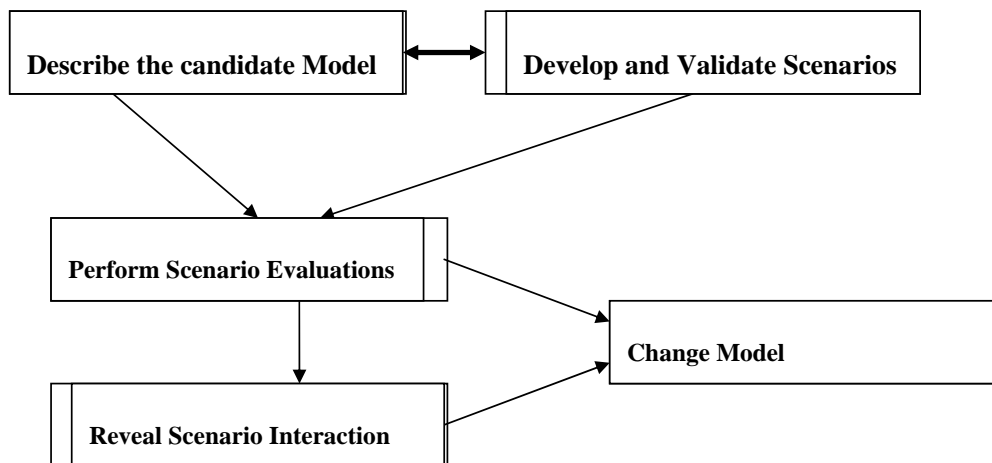 Describe the candidate Model
Develop and Validate Scenarios
Perform Scenario Evaluations
Change Model
Reveal Scenario Interaction